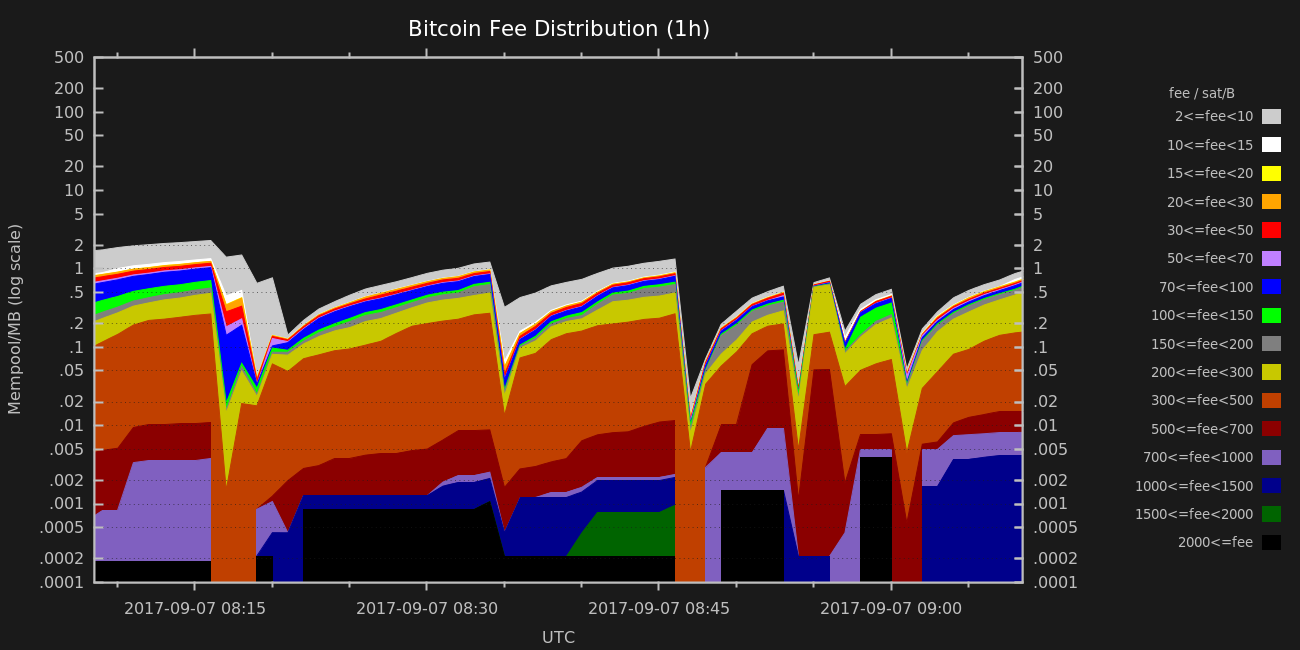 Bitcoin Fee Distribution (1h)
Mempool/MB (log scale)
500
200
100
50
20
10
5
2
1
.5
.2
.1
.05
.02
.01
.005
.002
.001
.0005
.0002
.0001
500
200
100
50
20
10
5
2
1
.5
.2
.1
.05
.02
.01
.005
.002
.001
.0005
.0002
.0001
2017-09-07 08:15
2017-09-07 08:30
2017-09-07 08:45
2017-09-07 09:00
UTC
fee / sat/B
2<=fee<10
10<=fee<15
15<=fee<20
20<=fee<30
30<=fee<50
50<=fee<70
70<=fee<100
100<=fee<150
150<=fee<200
200<=fee<300
300<=fee<500
500<=fee<700
700<=fee<1000
1000<=fee<1500
1500<=fee<2000
2000<=fee